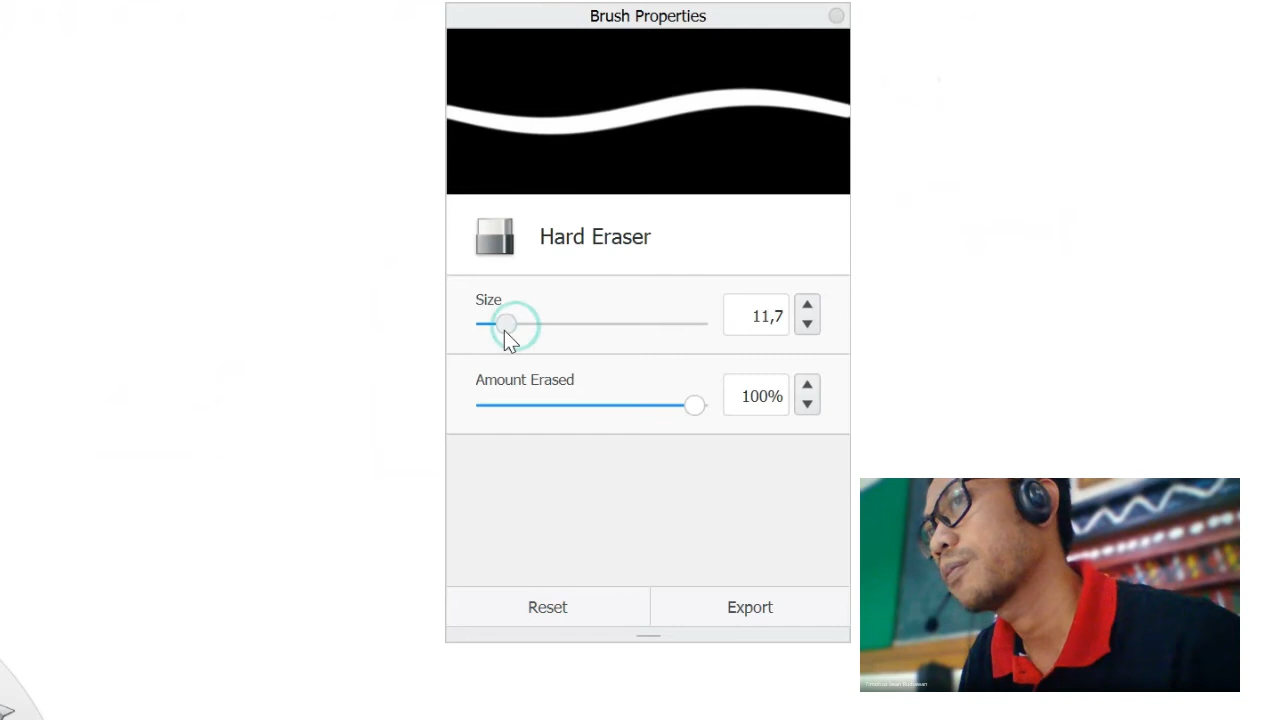 Brush Properties
Hard Eraser
Size
11,7
Amount Erased
100%
Reset
Export